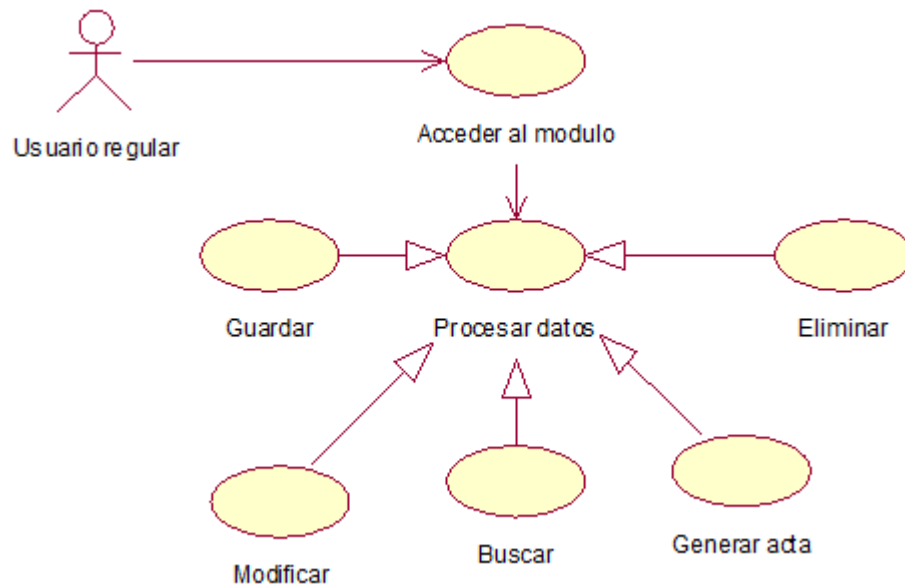 Usuario regular
Acceder al modulo
Guardar
Procesar datos
Eliminar
Modificar
Buscar
Generar acta